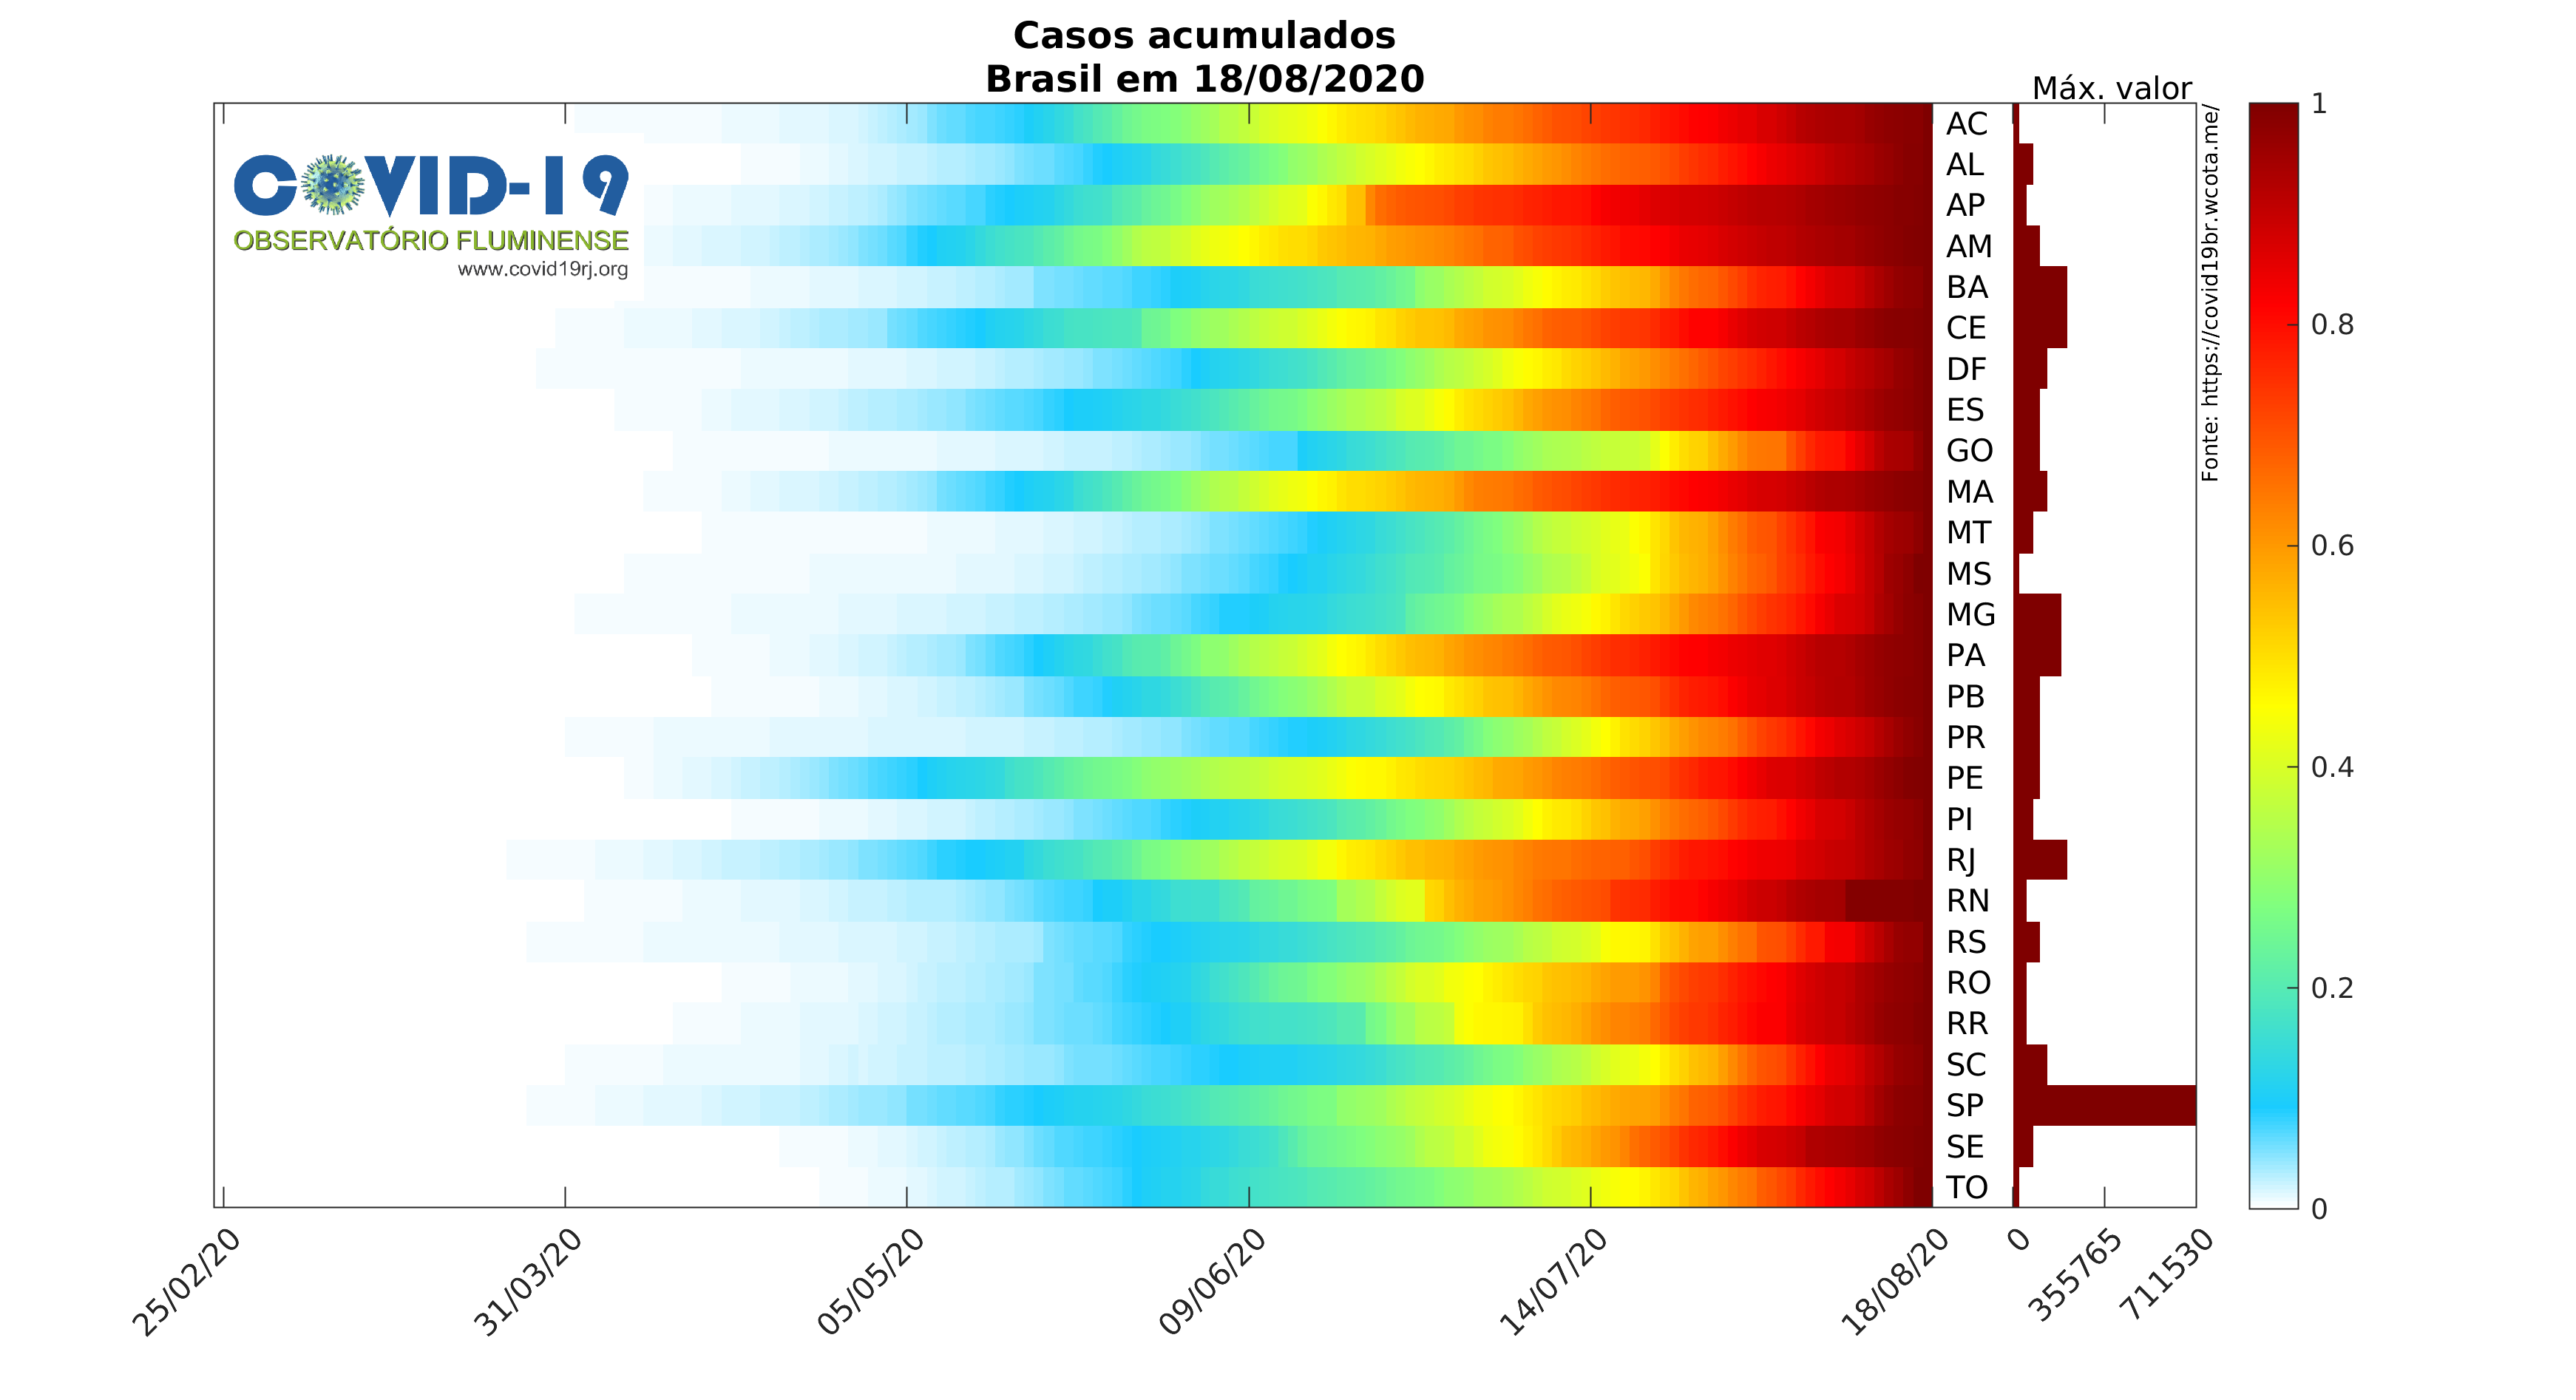 Casos acumulados
Brasil em 18/08/2020
Máx. valor
COVID-19
OBSERVATÓRIO FLUMINENSE
www.covid19rj.org
AC
AL
AP
AM
BA
CE
DF
ES
GO
MA
MT
MS
MG
PA
PB
PR
PE
PI
RJ
RN
RS
RO
RR
SC
SP
SE
TO
Fonte: https://covid19br.wcota.me/
1
0.8
0.6
0.4
0.2
0
25/02/20
31/03/20
05/05/20
09/06/20
14/07/20
18/08/20
0
355765
711530